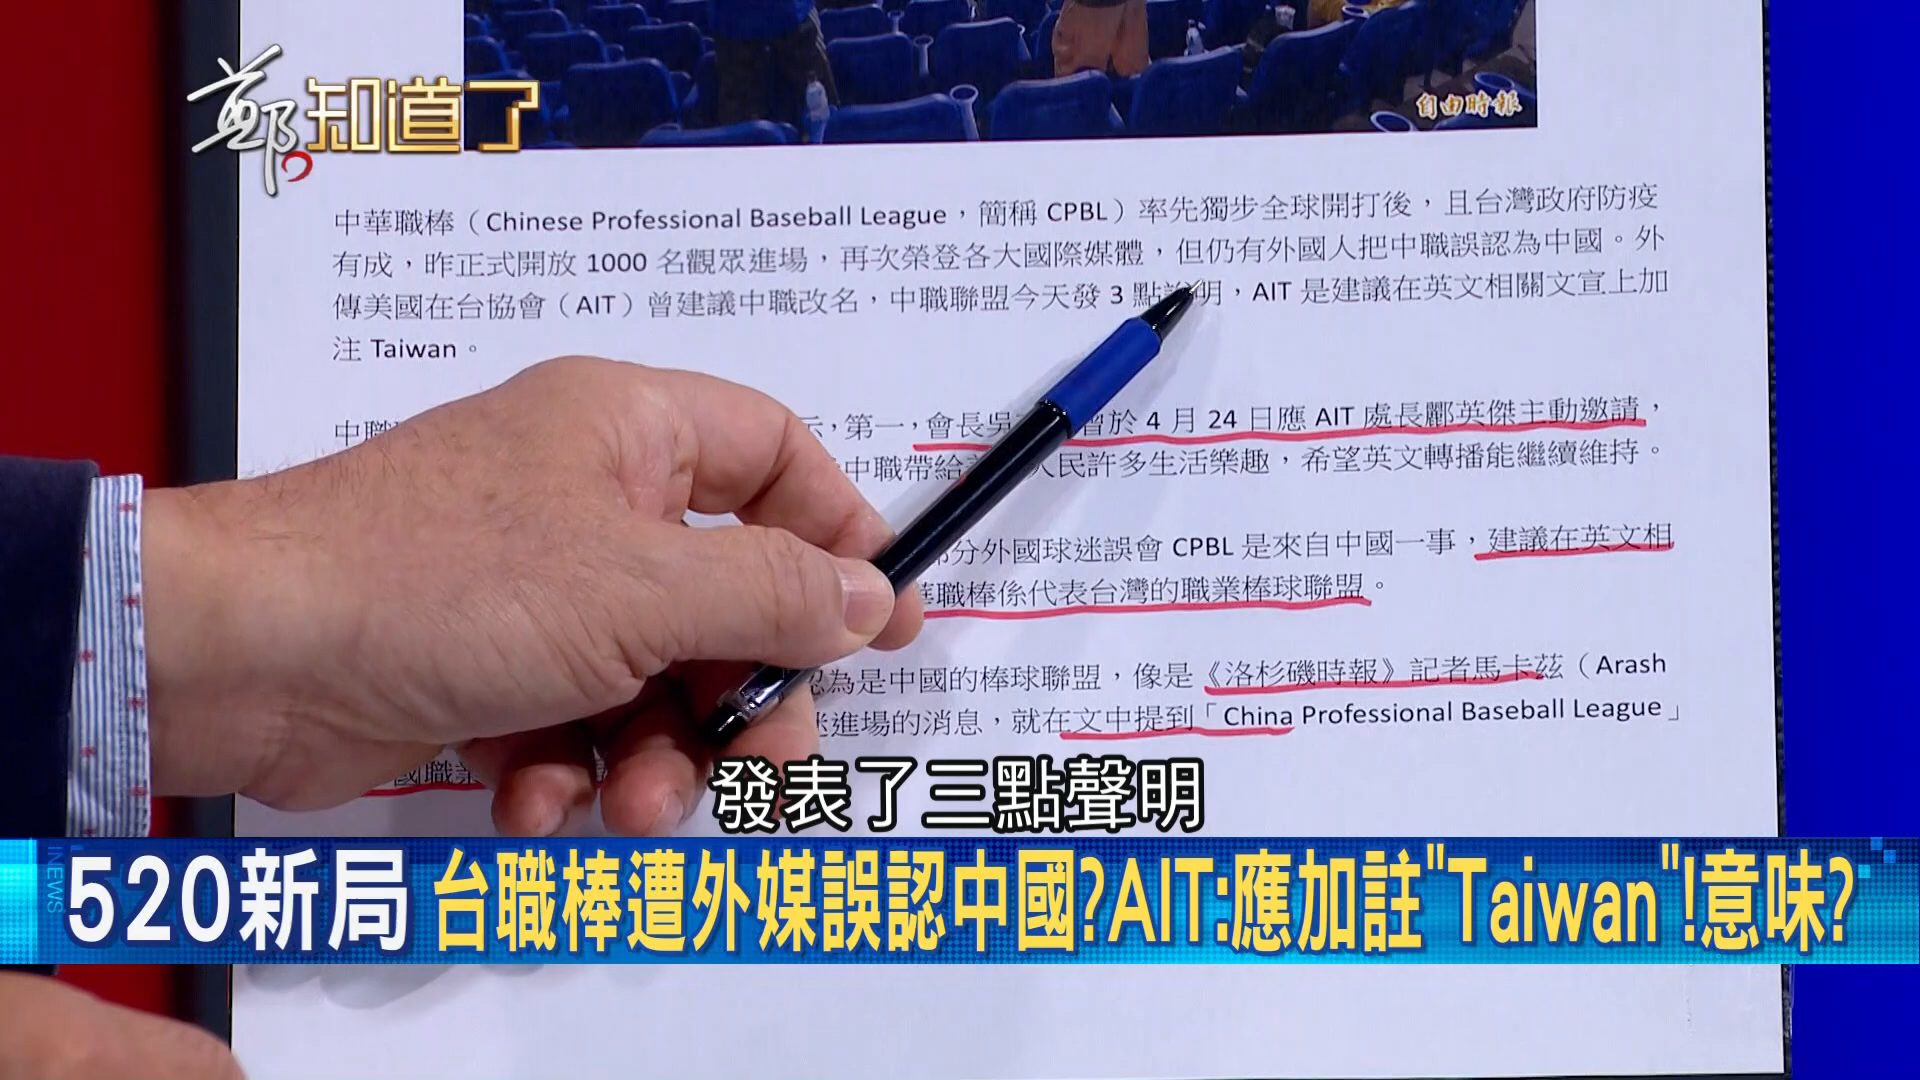 鄭知道了
自由時報
中華職棒（Chinese Professional Baseball League，簡稱 CPBL）率先獨步全球開打後，且台灣政府防疫
有成，昨正式開放 1000 名觀眾進場，再次榮登各大國際媒體，但仍有外國人把中職誤認為中國。外
傳美國在台協會（AIT）曾建議中職改名，中職聯盟今天發 3 點說明，AIT 是建議在英文相關文宣上加
注 Taiwan。
中職 示，第一，會長吳 曾於 4 月 24 日應 AIT 處長酈英傑主動邀請，
中職帶給 人民許多生活樂趣，希望英文轉播能繼續維持。
部分外國球迷誤會 CPBL 是來自中國一事，建議在英文相
華職棒係代表台灣的職業棒球聯盟。
認為是中國的棒球聯盟，像是《洛杉磯時報》記者馬卡茲（Arash
迷進場的消息，就在文中提到「China Professional Baseball League」
國職業
發表了三點聲明
iNEWS
520新局 台職棒遭外媒誤認中國?AIT:應加註"Taiwan"!意味?